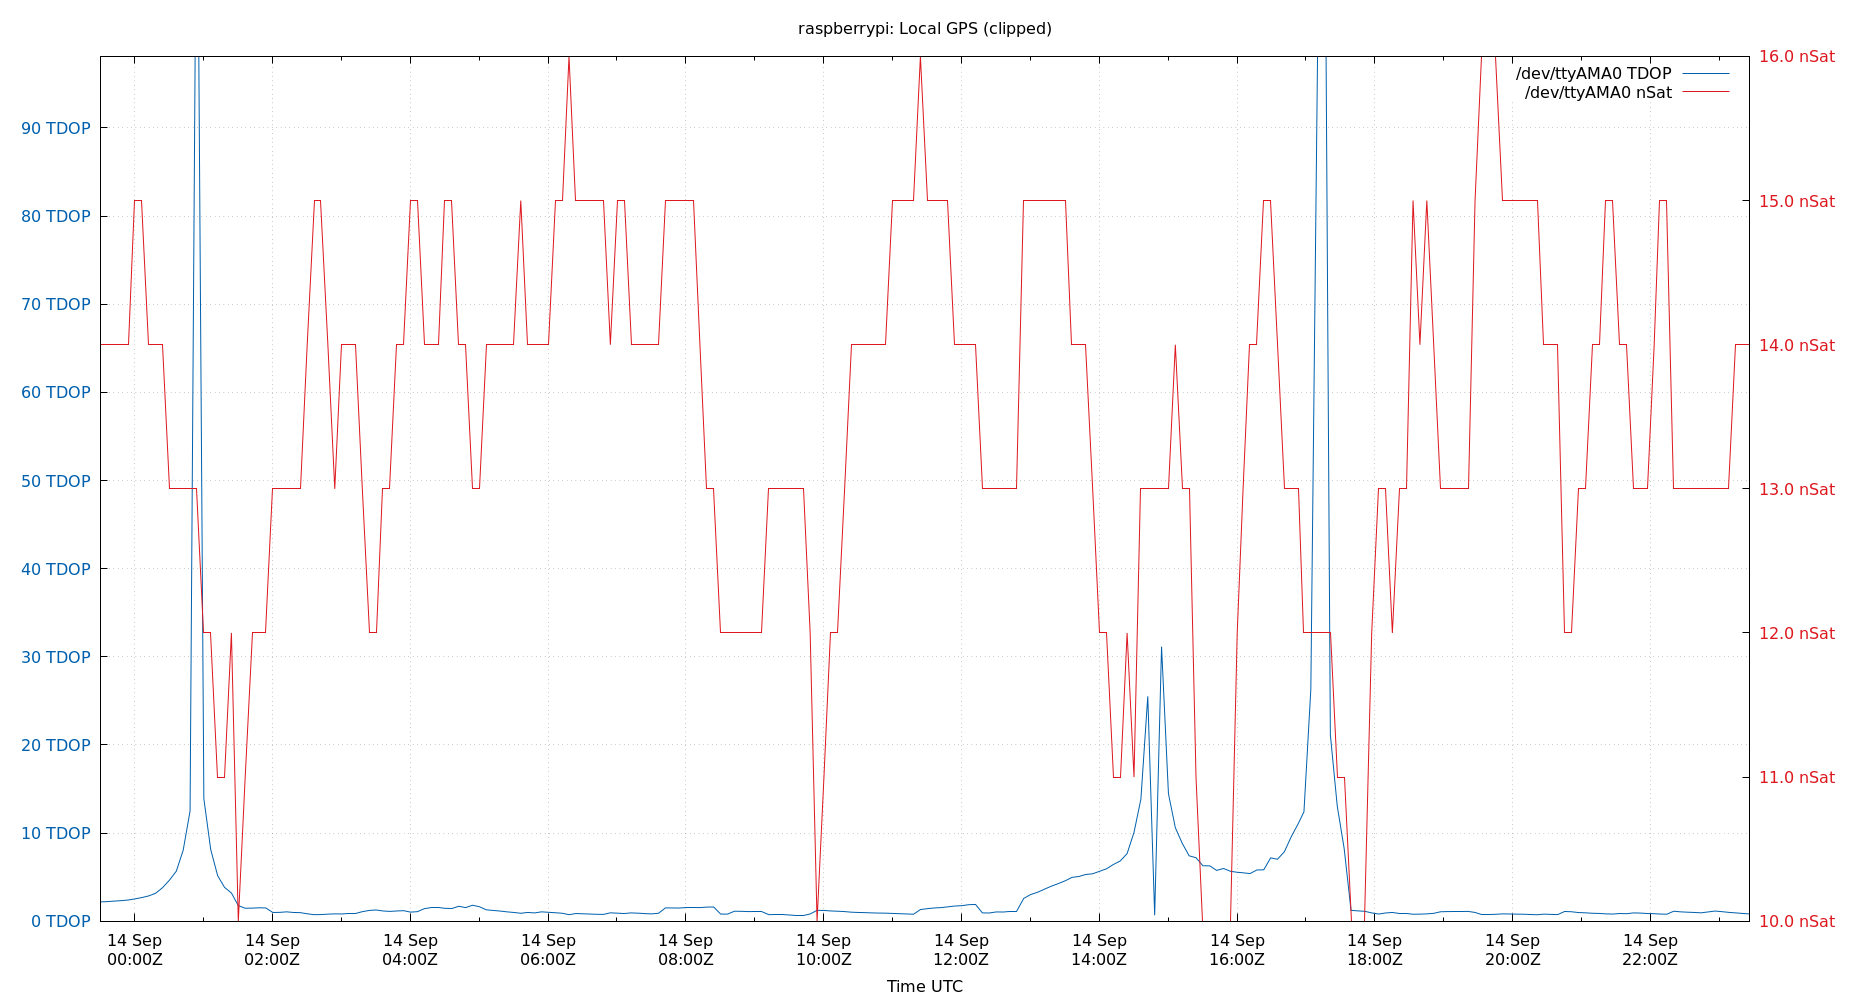 raspberrypi: Local GPS (clipped)
16.0 nSat
/dev/ttyAMA0 TDOP
/dev/ttyAMA0 nSat
90 TDOP
15.0 nSat
80 TDOP
70 TDOP
14.0 nSat
60 TDOP
50 TDOP
13.0 nSat
40 TDOP
12.0 nSat
30 TDOP
11.0 nSat
20 TDOP
10 TDOP
0 TDOP
10.0 nSat
14 Sep 14 Sep 14 Sep 14 Sep 14 Sep 14 Sep 14 Sep 14 Sep 14 Sep 14 Sep 14 Sep 14 Sep
00:00Z 02:00Z 04:00Z 06:00Z 08:00Z 10:00Z 12:00Z 14:00Z 16:00Z 18:00Z 20:00Z 22:00Z
Time UTC